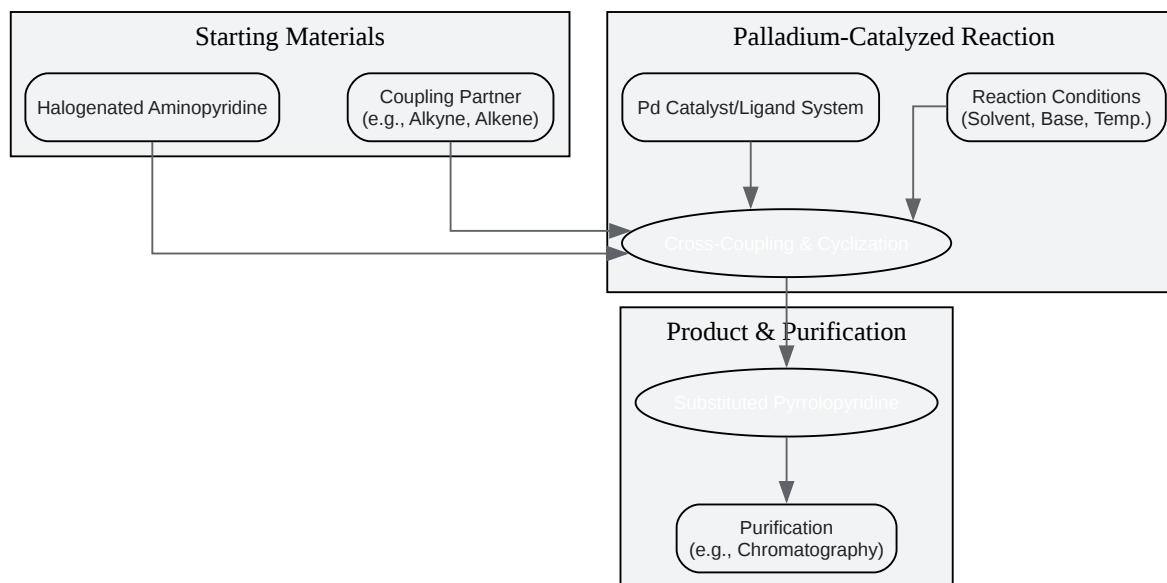 Starting Materials
Halogenated Aminopyridine
Coupling Partner
(e.g., Alkyne, Alkene)
Palladium-Catalyzed Reaction
Pd Catalyst/Ligand System
Reaction Conditions
(Solvent, Base, Temp.)
Cross-Coupling & Cyclization
Product & Purification
Substituted Pyrrolopyridine
Purification
(e.g., Chromatography)